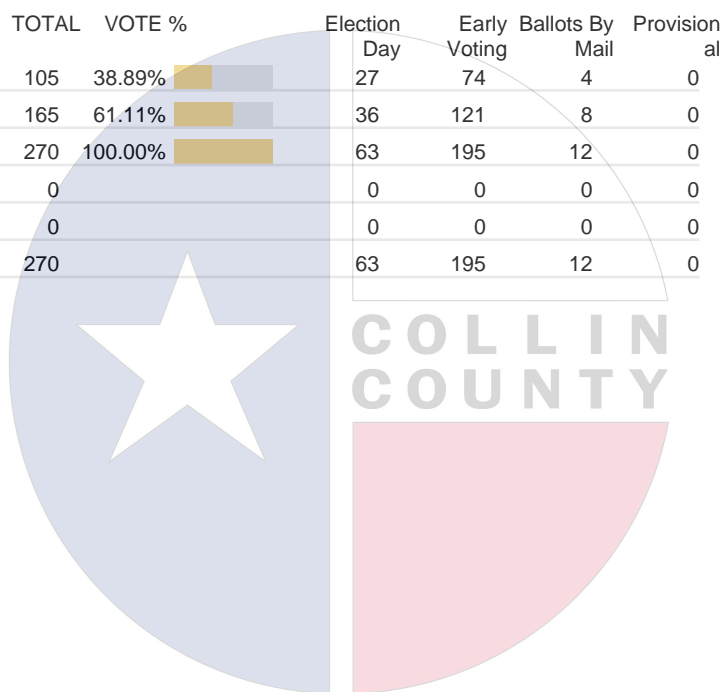 TOTAL VOTE % Election Early Ballots By Provision
Day Voting Mail al
105 38.89% 27 74 4 0
165 61.11% 36 121 8 0
270 100.00% 63 195 12 0
0 0 0 0 0
0 0 0 0 0
270 63 195 12 0
COLLIN
COUNTY